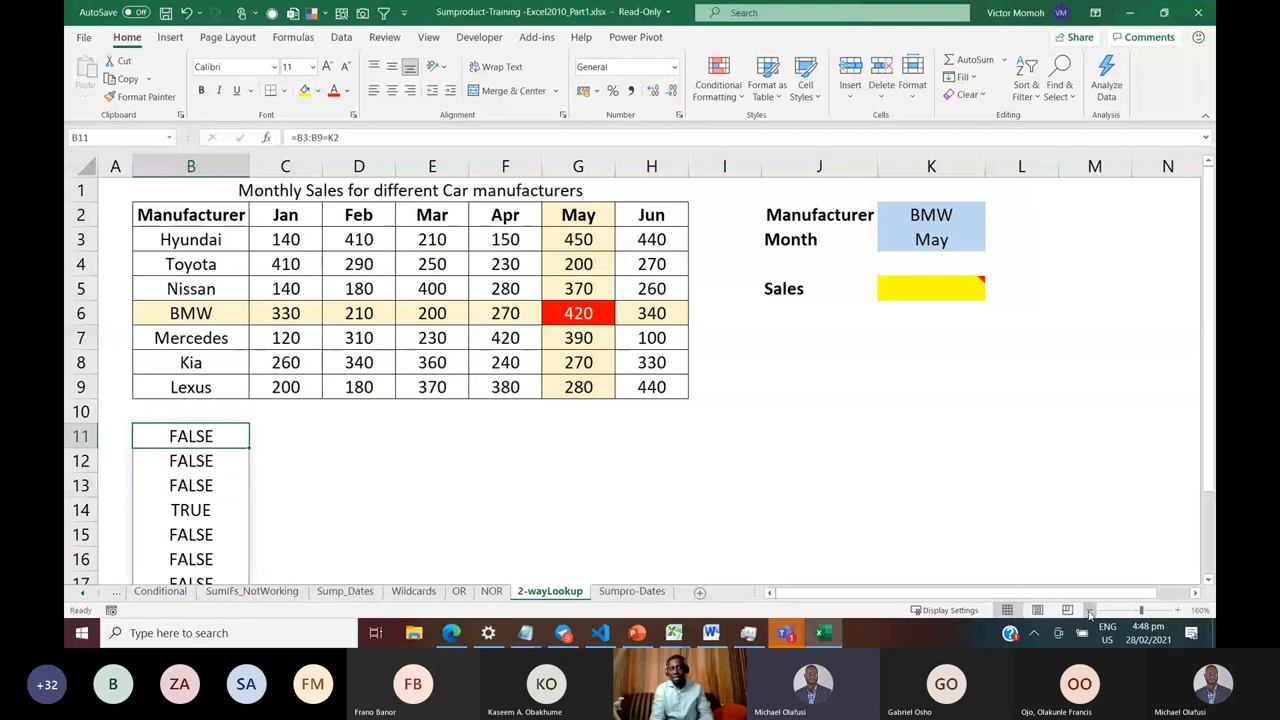 AutoSave Off Sumproduct-Training -Excel2010_Part1.xlsx - Read-Only Search Victor Momoh VM
File Home Insert Page Layout Formulas Data Review View Developer Add-ins Help Power Pivot Share Comments
Paste Cut Copy Format Painter
Calibri 11 B I U A
Wrap Text Merge & Center
General %
Conditional Formatting Format as Table Cell Styles
Insert Delete Format
AutoSum Fill Clear Sort & Filter Find & Select
Analyze Data
Clipboard Font Alignment Number Styles Cells Editing Analysis
B11 fx =B3:B9=K2
A B C D E F G H I J K L M N
1 Monthly Sales for different Car manufacturers
2 Manufacturer Jan Feb Mar Apr May Jun Manufacturer BMW
3 Hyundai 140 410 210 150 450 440 Month May
4 Toyota 410 290 250 230 200 270
5 Nissan 140 180 400 280 370 260 Sales
6 BMW 330 210 200 270 420 340
7 Mercedes 120 310 230 420 390 100
8 Kia 260 340 360 240 270 330
9 Lexus 200 180 370 380 280 440
10
11 FALSE
12 FALSE
13 FALSE
14 TRUE
15 FALSE
16 FALSE
17 FALSE
... Conditional SumIFs_NotWorking Sump_Dates Wildcards OR NOR 2-wayLookup Sumpro-Dates
Ready Display Settings 160%
Type here to search ENG US 4:48 pm 28/02/2021
+32 B ZA SA FM FB KO GO OO
Frano Banor Kaseem A. Obakhume Michael Olafusi Gabriel Osho Ojo, Olakunle Francis Michael Olafusi